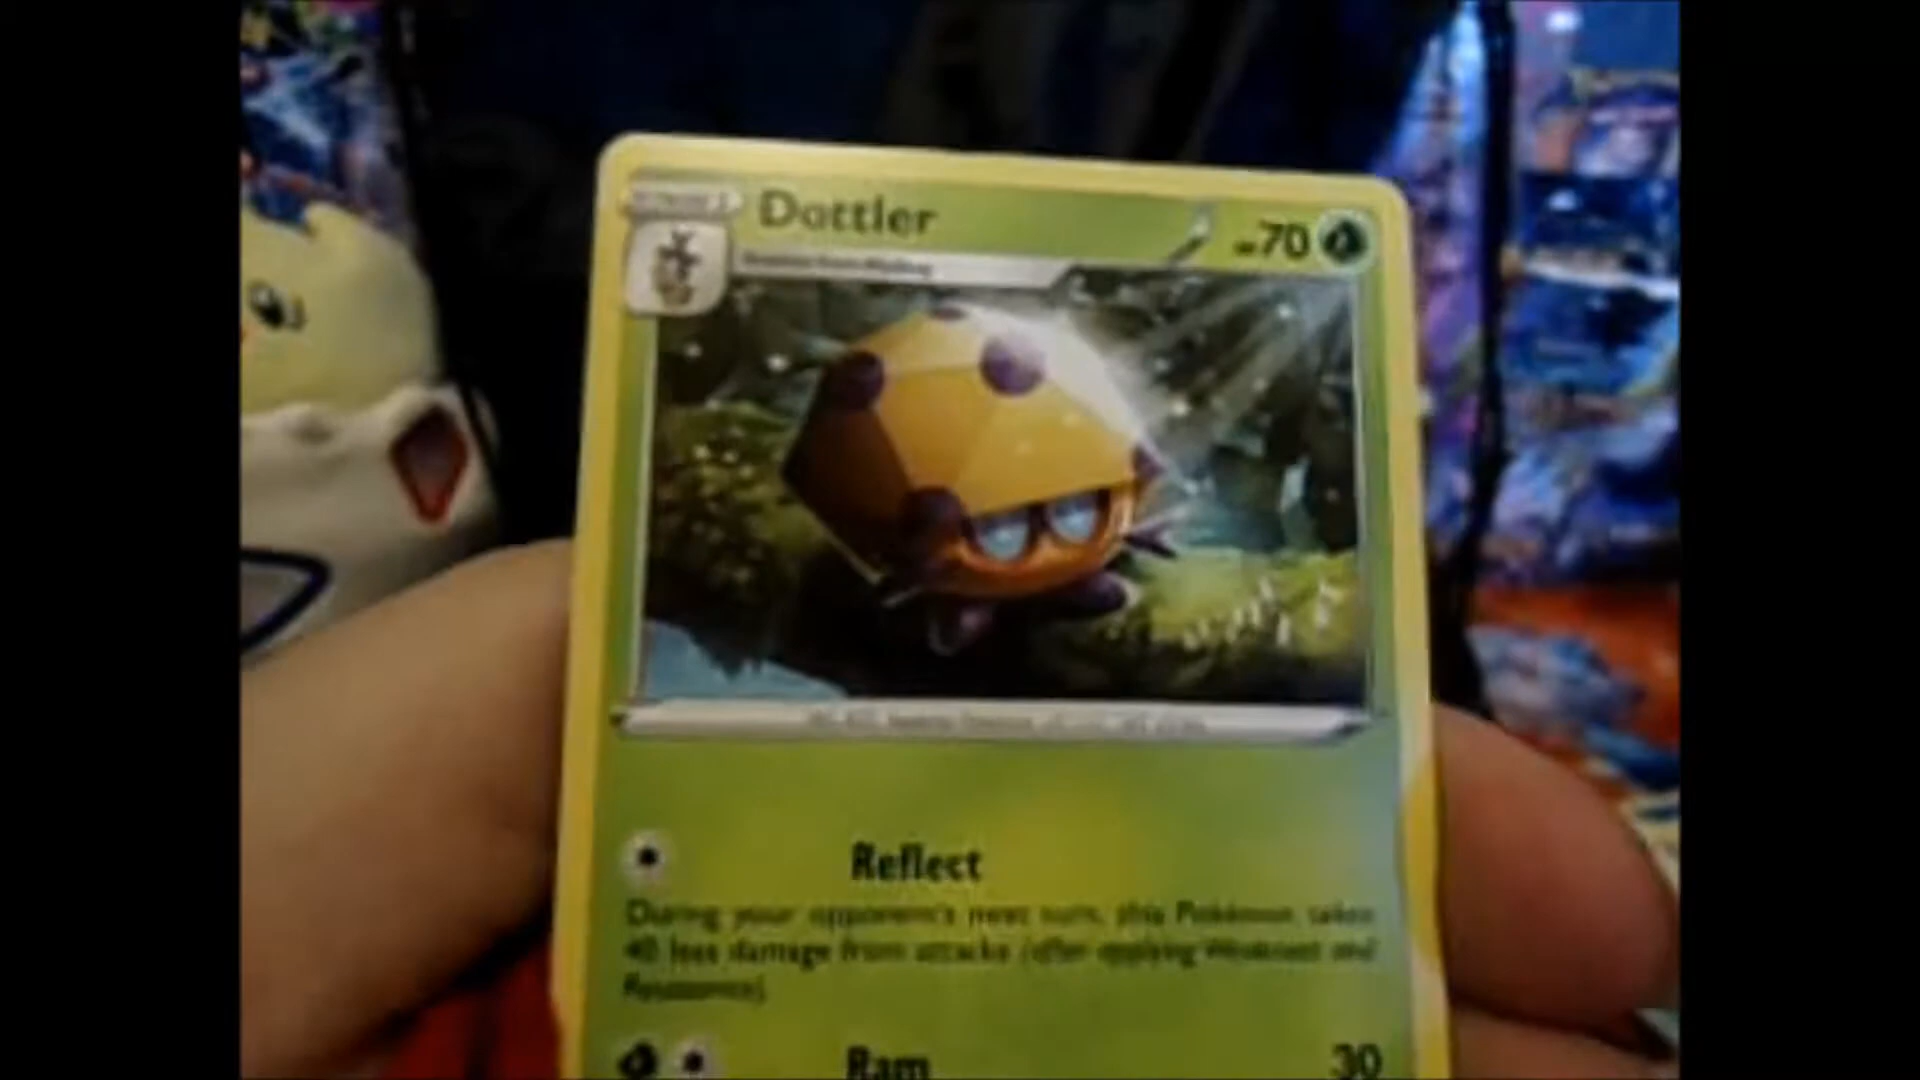 Dottler
70
Reflect
During your opponent's next turn, this Pokémon takes
40 less damage from attacks (after applying Weakness and
Resistance).
Ram 30